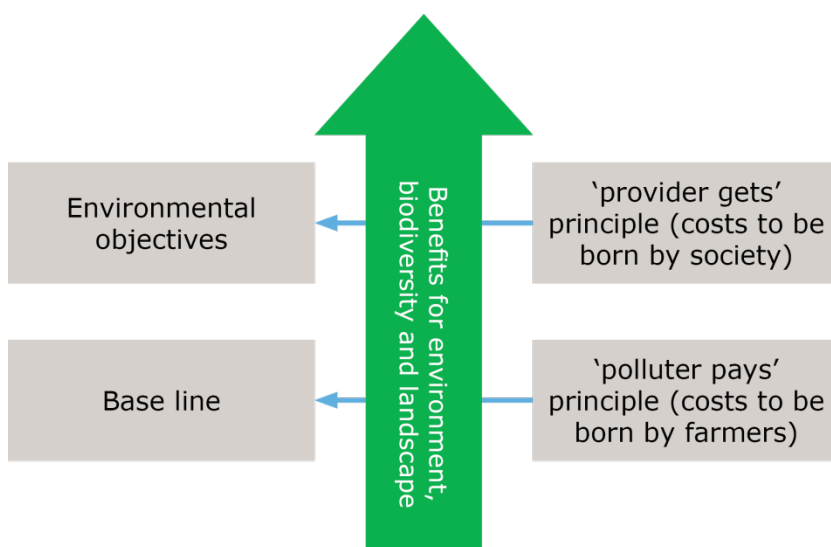 Environmental
objectives
Benefits for environment,
biodiversity and landscape
‘provider gets’
principle (costs to be
born by society)
Base line
‘polluter pays’
principle (costs to be
born by farmers)